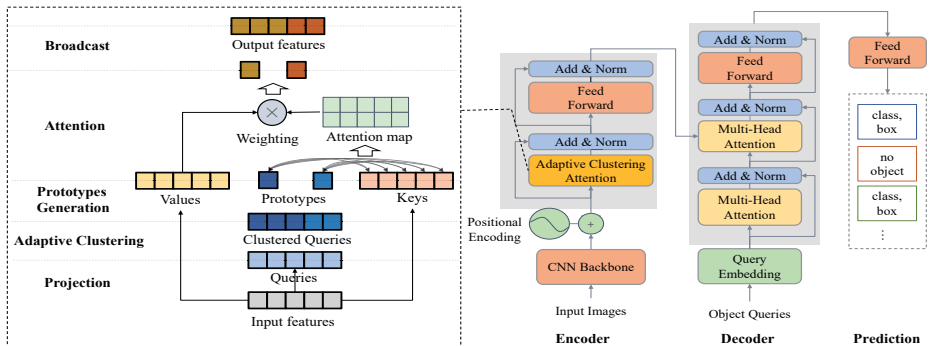 Broadcast
Output features
Attention
Weighting
Attention map
Prototypes
Generation
Values
Prototypes
Keys
Adaptive Clustering
Clustered Queries
Projection
Queries
Input features
Add & Norm
Feed
Forward
Add & Norm
Adaptive Clustering
Attention
Positional
Encoding
+
CNN Backbone
Input Images
Encoder
Add & Norm
Feed
Forward
Add & Norm
Multi-Head
Attention
Add & Norm
Multi-Head
Attention
Query
Embedding
Object Queries
Decoder
Feed
Forward
class,
box
no
object
class,
box
⋮
Prediction